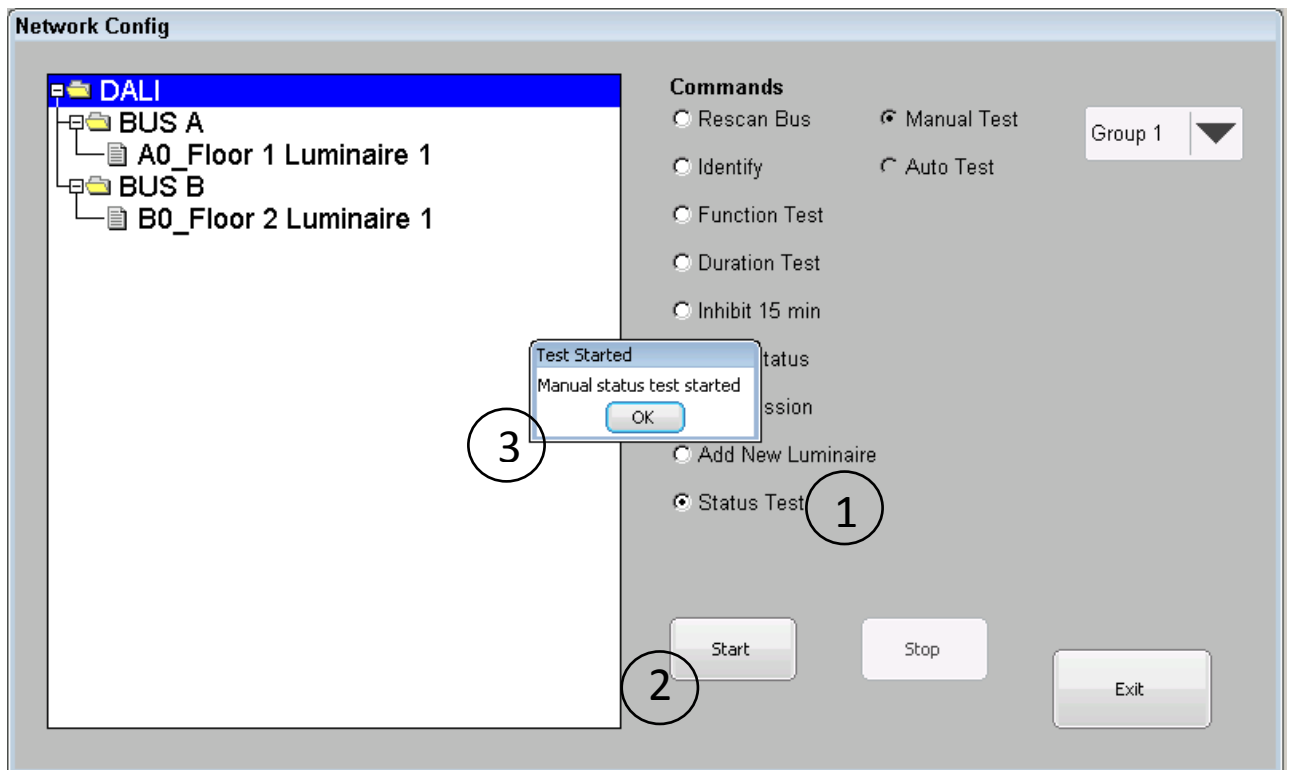 Network Config
DALI
BUS A
A0_Floor 1 Luminaire 1
BUS B
B0_Floor 2 Luminaire 1
Commands
Rescan Bus
Manual Test
Group 1
Identify
Auto Test
Function Test
Duration Test
Inhibit 15 min
Test Started
tatus
Manual status test started
OK
ssion
3
Add New Luminaire
Status Test
1
Start
Stop
2
Exit